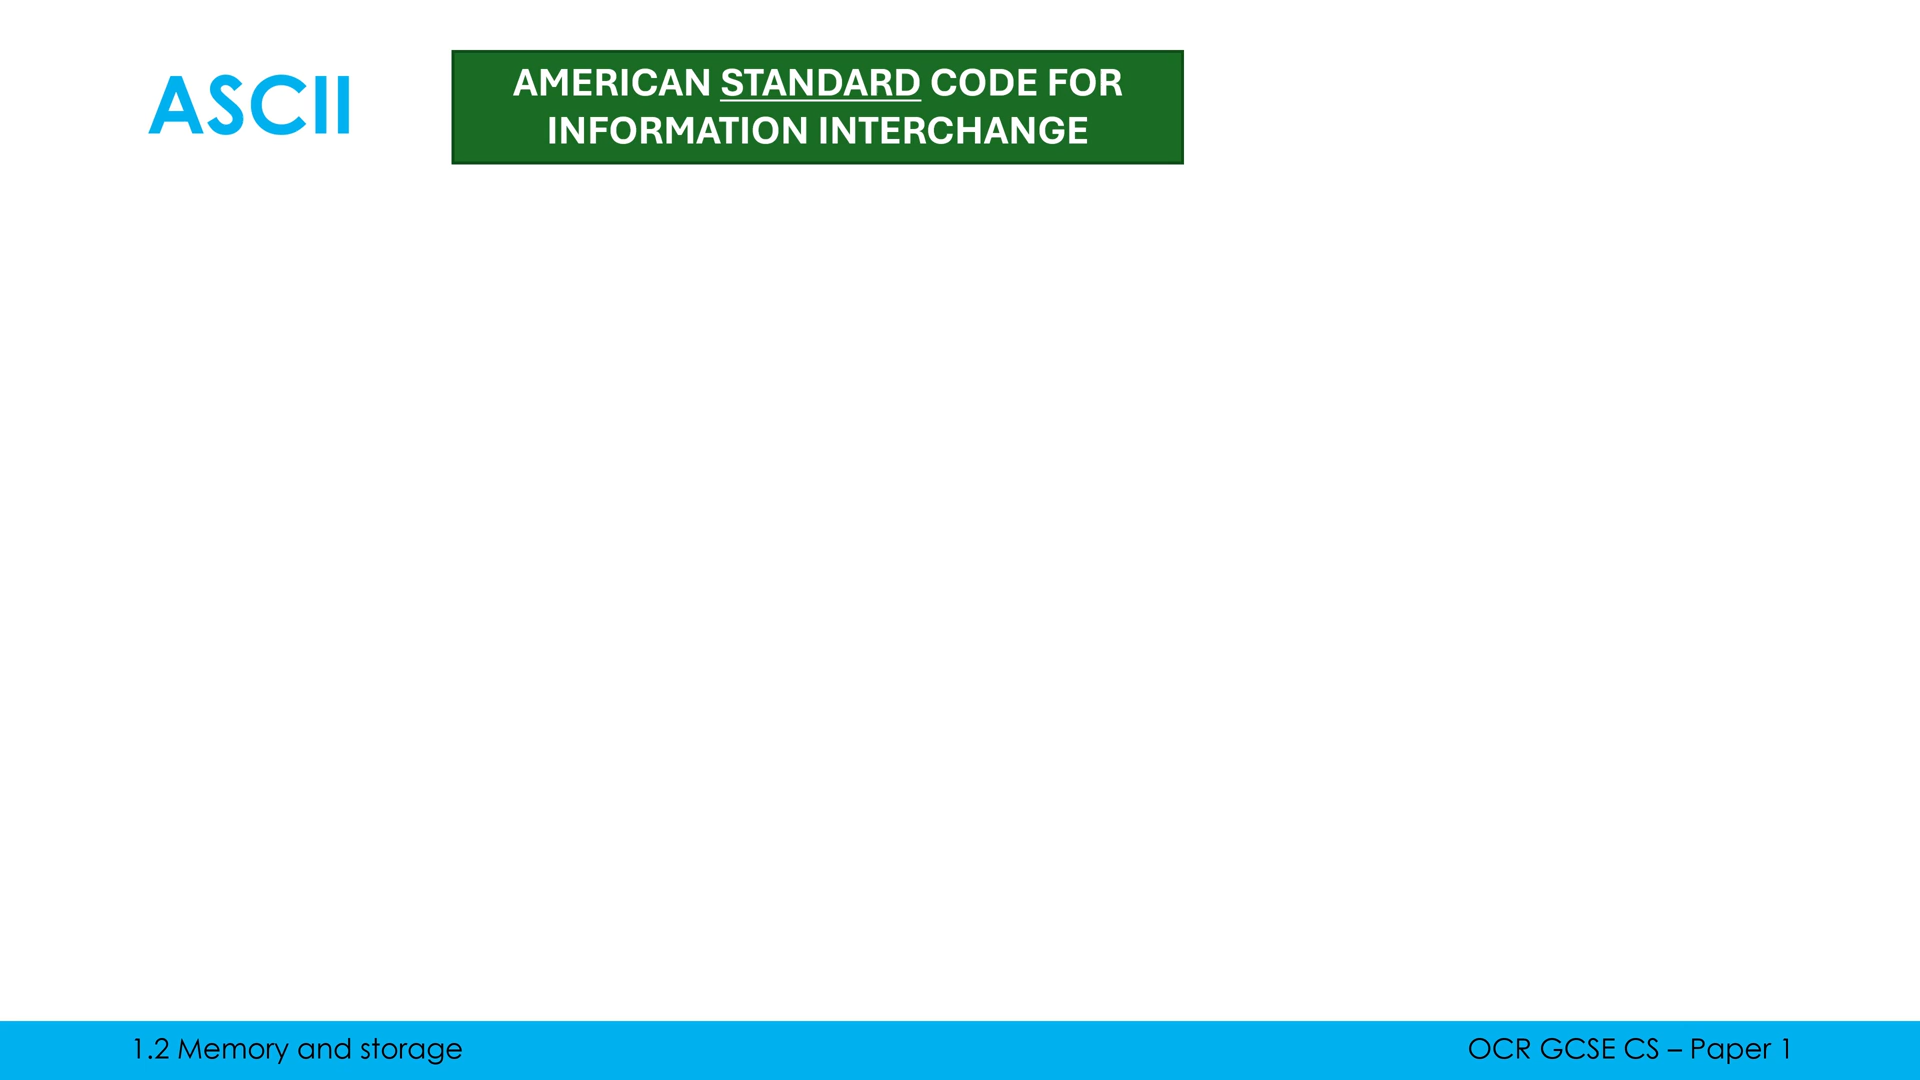 ASCII
AMERICAN STANDARD CODE FOR
INFORMATION INTERCHANGE
1.2 Memory and storage
OCR GCSE CS – Paper 1